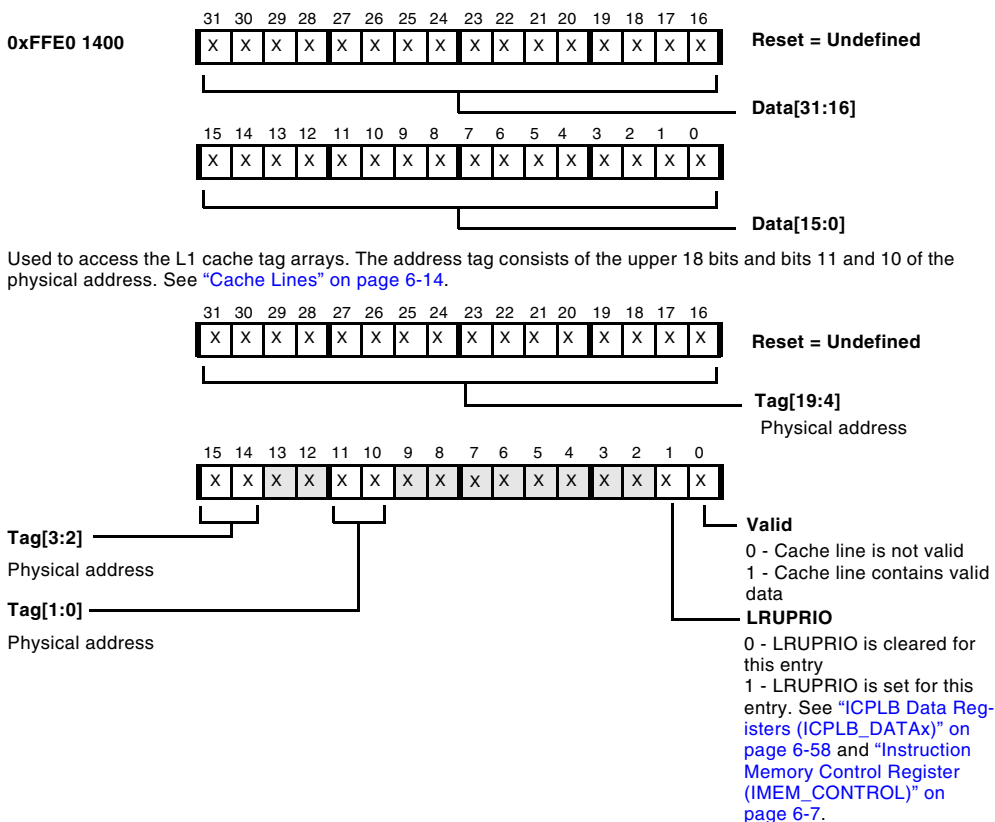 31 30 29 28 27 26 25 24 23 22 21 20 19 18 17 16
0xFFE0 1400
X X X X X X X X X X X X X X X X
Reset = Undefined
Data[31:16]
15 14 13 12 11 10 9 8 7 6 5 4 3 2 1 0
X X X X X X X X X X X X X X X X
Data[15:0]
Used to access the L1 cache tag arrays. The address tag consists of the upper 18 bits and bits 11 and 10 of the
physical address. See “Cache Lines” on page 6-14.
31 30 29 28 27 26 25 24 23 22 21 20 19 18 17 16
X X X X X X X X X X X X X X X X
Reset = Undefined
Tag[19:4]
Physical address
15 14 13 12 11 10 9 8 7 6 5 4 3 2 1 0
X X X X X X X X X X X X X X X X
Tag[3:2]
Physical address
Tag[1:0]
Physical address
Valid
0 - Cache line is not valid
1 - Cache line contains valid
data
LRUPRIO
0 - LRUPRIO is cleared for
this entry
1 - LRUPRIO is set for this
entry. See “ICPLB Data Reg-
isters (ICPLB_DATAx)” on
page 6-58 and “Instruction
Memory Control Register
(IMEM_CONTROL)” on
page 6-7.